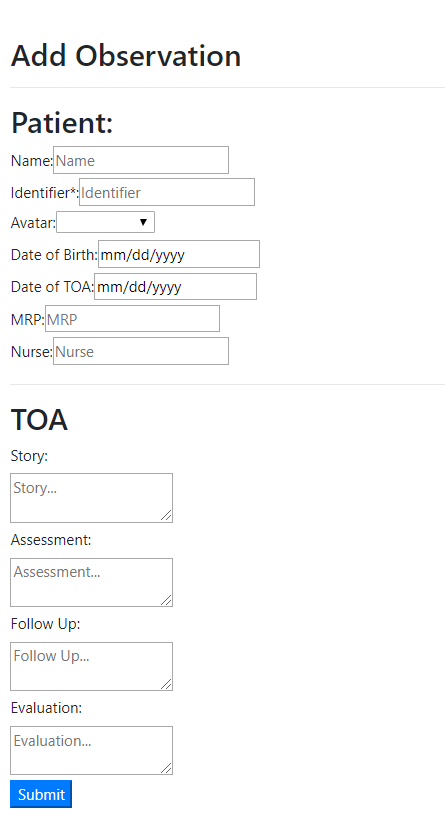 Add Observation
Patient:
Name: Name
Identifier*: Identifier
Avatar:
Date of Birth: mm/dd/yyyy
Date of TOA: mm/dd/yyyy
MRP: MRP
Nurse: Nurse
TOA
Story:
Story...
Assessment:
Assessment...
Follow Up:
Follow Up...
Evaluation:
Evaluation...
Submit